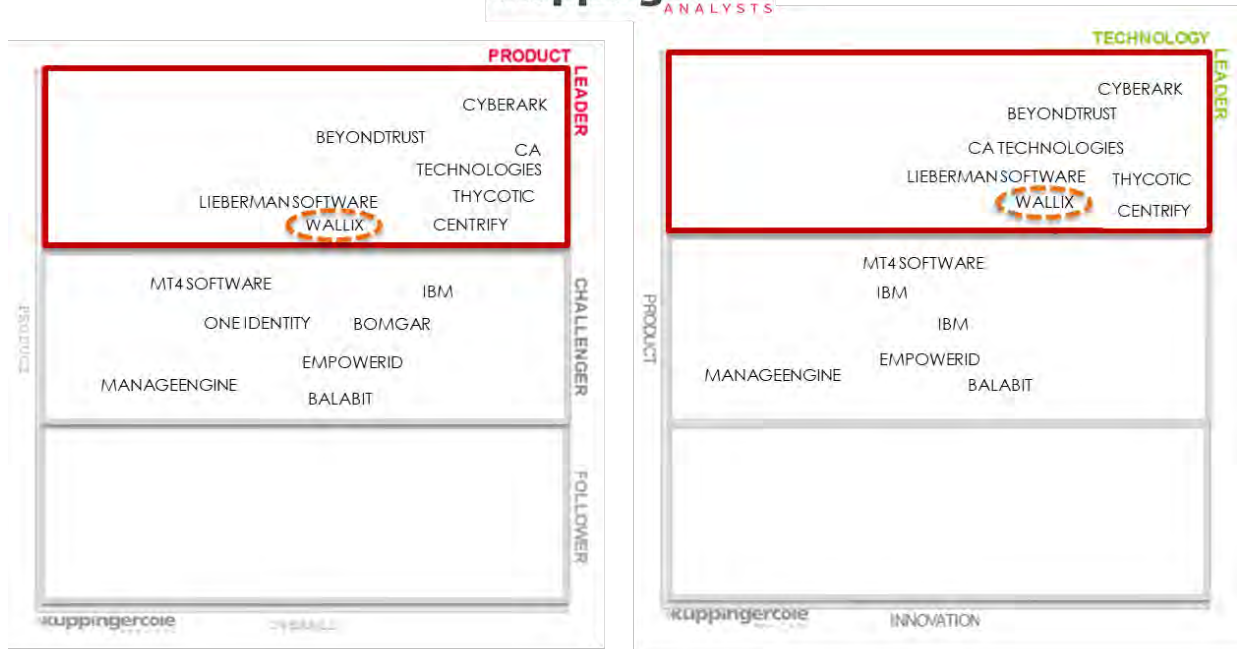 ANALYSTS
PRODUCT
LEADER
CYBERARK
BEYONDTRUST
CA
TECHNOLOGIES
THYCOTIC
LIEBERMAN SOFTWARE
WALLIX
CENTRIFY
MT4 SOFTWARE
IBM
ONE IDENTITY
BOMGAR
EMPOWERID
MANAGEENGINE
BALABIT
CHALLENGER
FOLLOWER
PRODUCT
kuppingercole
TECHNOLOGY
LEADER
CYBERARK
BEYONDTRUST
CA TECHNOLOGIES
LIEBERMAN SOFTWARE
THYCOTIC
WALLIX
CENTRIFY
MT4 SOFTWARE
IBM
IBM
EMPOWERID
MANAGEENGINE
BALABIT
PRODUCT
kuppingercole
INNOVATION